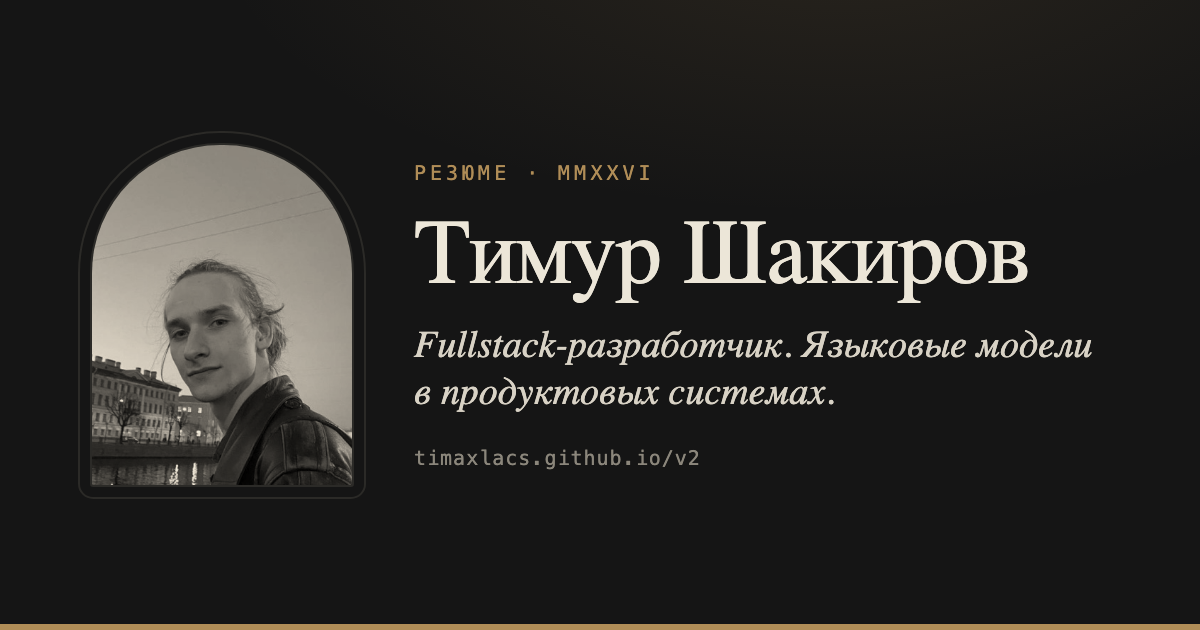 РЕЗЮМЕ · MMXXVI
Тимур Шакиров
Fullstack-разработчик. Языковые модели
в продуктовых системах.
timaxlacs.github.io/v2